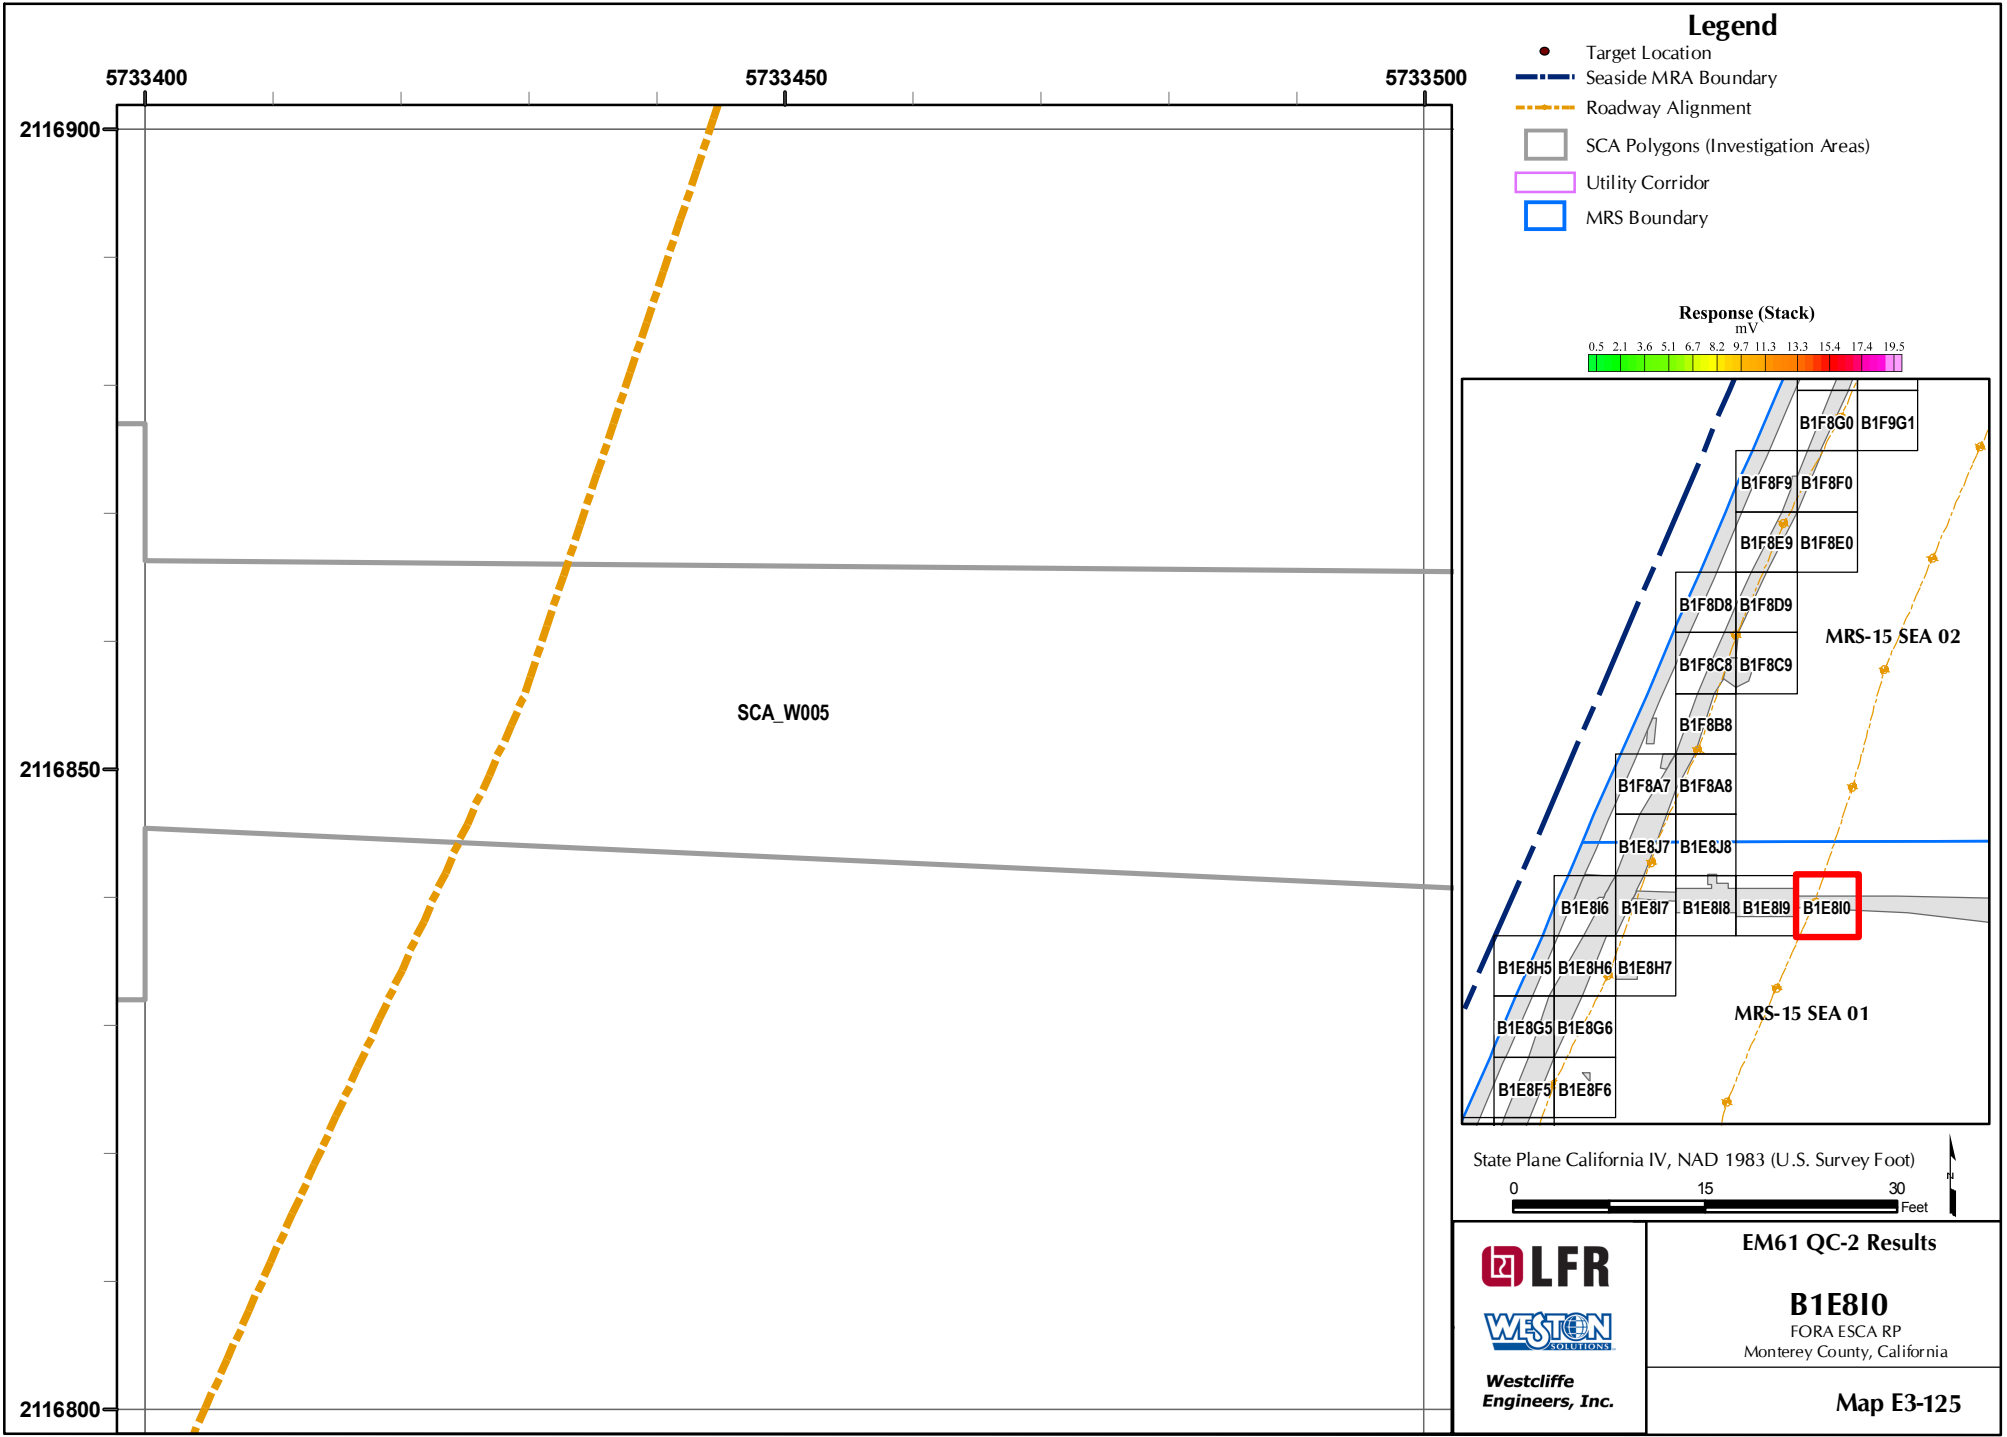 5733400
5733450
5733500
2116900
2116850
2116800
SCA_W005
Legend
Target Location
Seaside MRA Boundary
Roadway Alignment
SCA Polygons (Investigation Areas)
Utility Corridor
MRS Boundary
Response (Stack)
mV
0.5 2.1 3.6 5.1 6.7 8.2 9.7 11.3 13.3 15.4 17.4 19.5
B1F8G0 B1F9G1
B1F8F9 B1F8F0
B1F8E9 B1F8E0
B1F8D8 B1F8D9
MRS-15 SEA 02
B1F8C8 B1F8C9
B1F8B8
B1F8A7 B1F8A8
B1E8J7 B1E8J8
B1E8I6 B1E8I7 B1E8I8 B1E8I9 B1E8I0
B1E8H5 B1E8H6 B1E8H7
MRS-15 SEA 01
B1E8G5 B1E8G6
B1E8F5 B1E8F6
State Plane California IV, NAD 1983 (U.S. Survey Foot)
N
0 15 30
Feet
LFR
WESTON
SOLUTIONS
Westcliffe
Engineers, Inc.
EM61 QC-2 Results
B1E8I0
FORA ESCA RP
Monterey County, California
Map E3-125